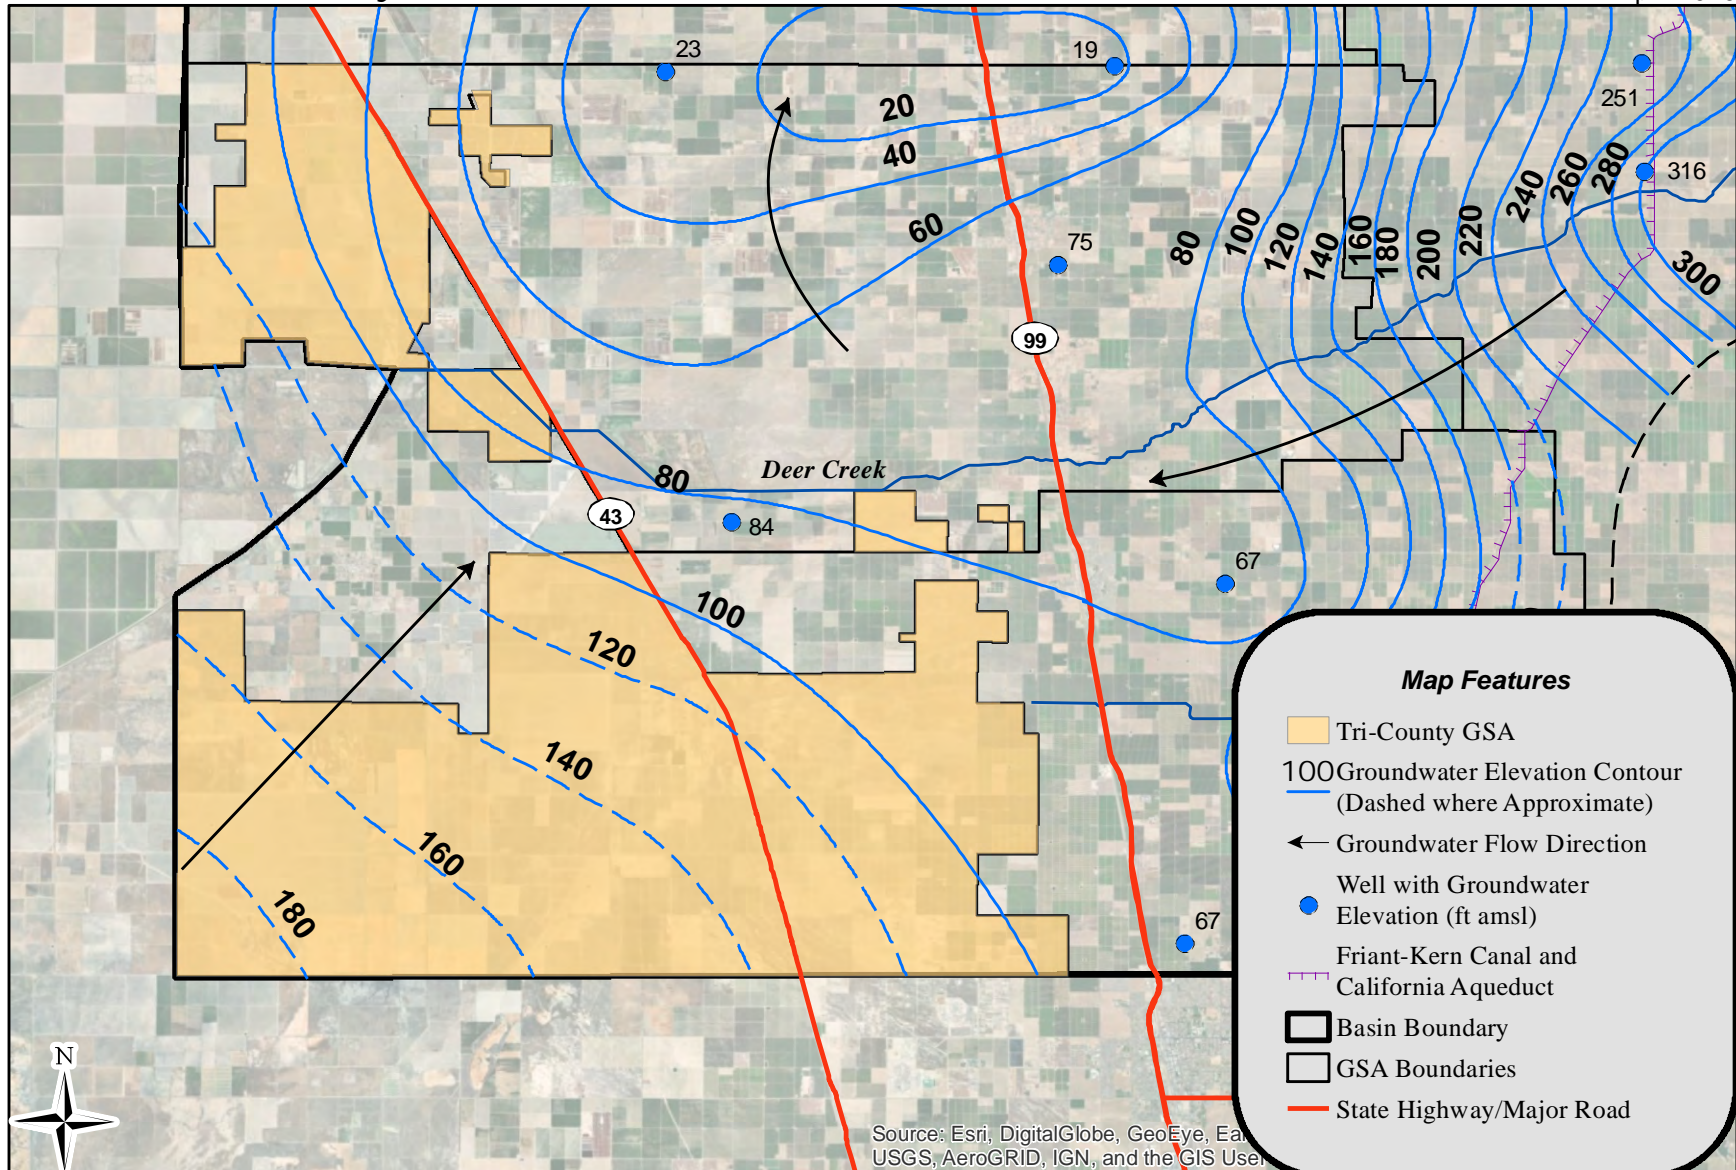 23
19
251
20
40
316
60
75
80
100
120
140
160
180
200
220
240
260
280
300
99
80
Deer Creek
43
84
67
100
120
140
160
180
67
Map Features
Tri-County GSA
100 Groundwater Elevation Contour
(Dashed where Approximate)
Groundwater Flow Direction
Well with Groundwater
Elevation (ft amsl)
Friant-Kern Canal and
California Aqueduct
Basin Boundary
GSA Boundaries
State Highway/Major Road
N
Source: Esri, DigitalGlobe, GeoEye,
USGS, AeroGRID, IGN, and the GIS